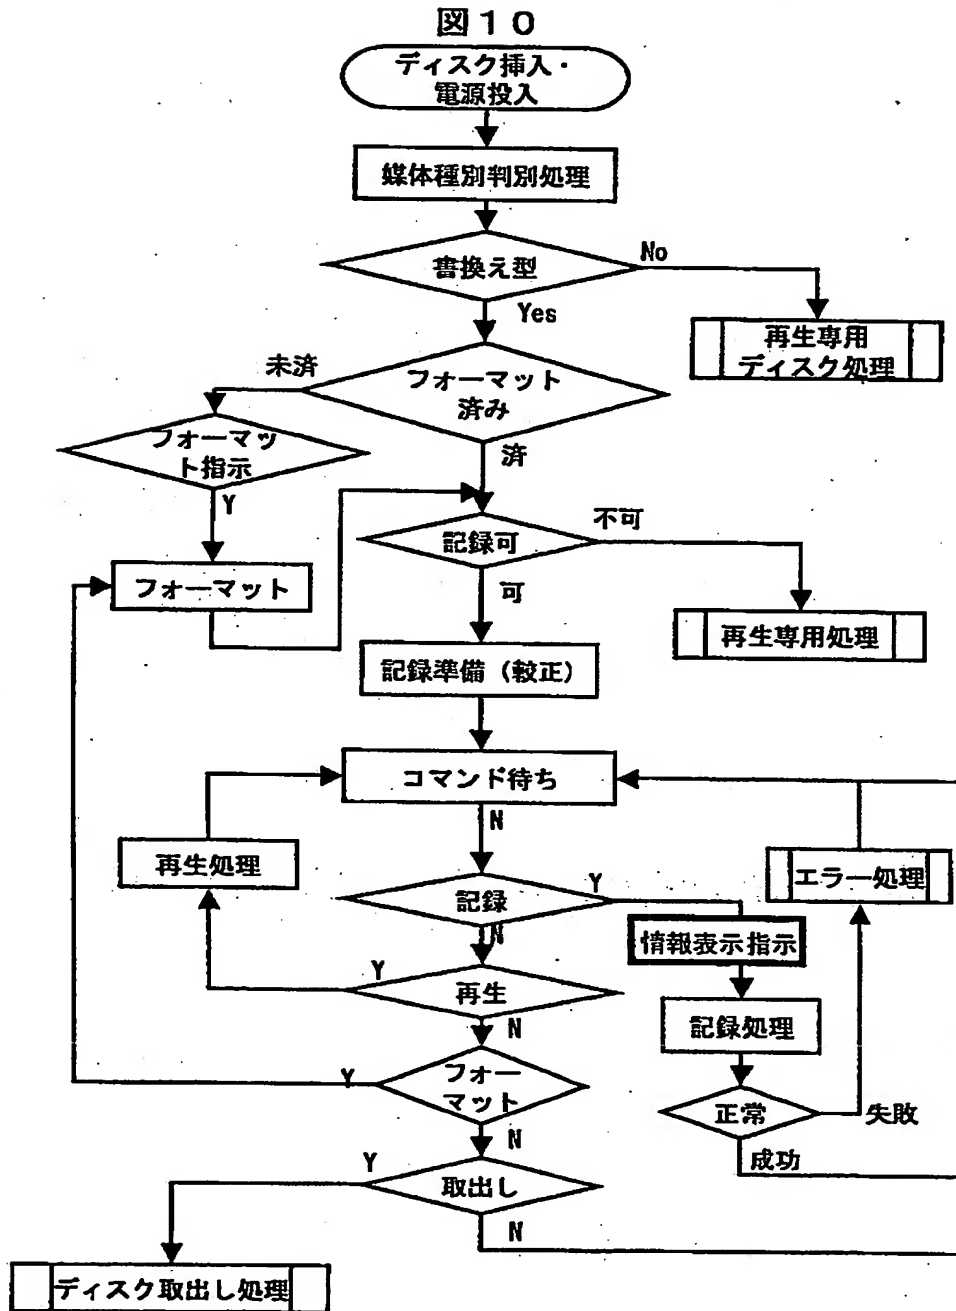 図10
ディスク挿入・
電源投入
媒体種別判別処理
書換え型
No
Yes
再生専用
ディスク処理
未済
フォーマット
済み
フォーマッ
ト指示
済
Y
不可
記録可
フォーマット
可
再生専用処理
記録準備（較正）
コマンド待ち
N
再生処理
エラー処理
Y
記録
N
情報表示指示
Y
再生
記録処理
N
Y
フォー
マット
正常
失敗
N
成功
Y
取出し
N
ディスク取出し処理